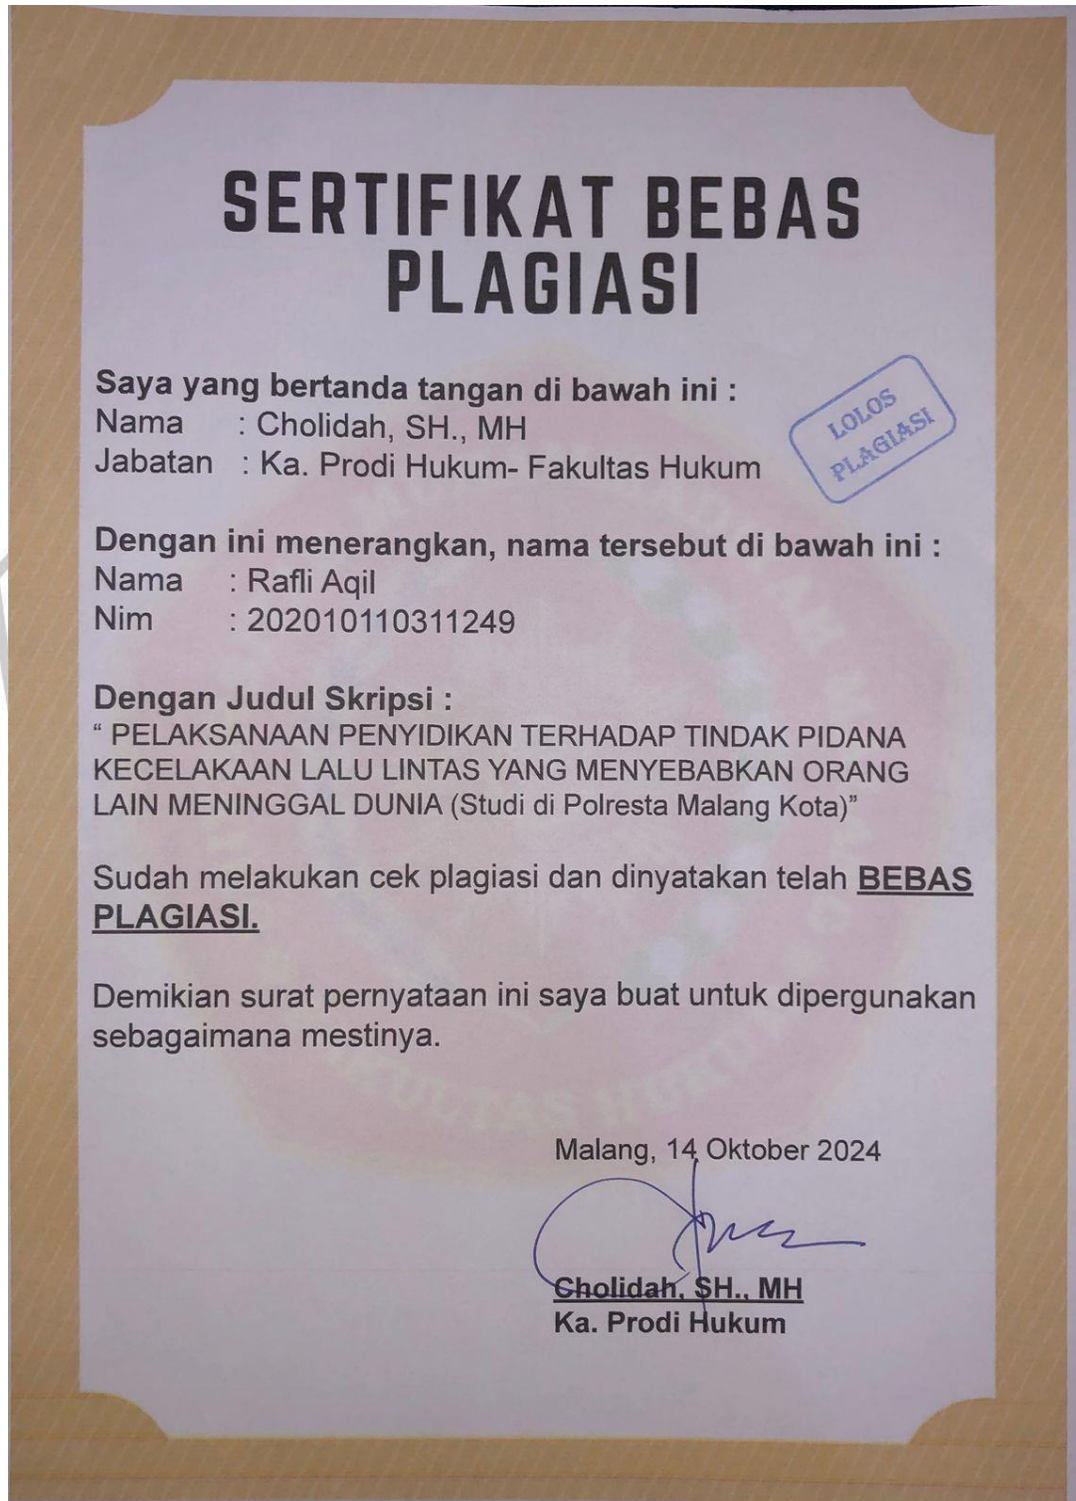 SERTIFIKAT BEBAS
PLAGIASI
Saya yang bertanda tangan di bawah ini :
Nama : Cholidah, SH., MH
Jabatan : Ka. Prodi Hukum- Fakultas Hukum
LOLOS
PLAGIASI
Dengan ini menerangkan, nama tersebut di bawah ini :
Nama : Rafli Aqil
Nim : 202010110311249
Dengan Judul Skripsi :
“ PELAKSANAAN PENYIDIKAN TERHADAP TINDAK PIDANA
KECELAKAAN LALU LINTAS YANG MENYEBABKAN ORANG
LAIN MENINGGAL DUNIA (Studi di Polresta Malang Kota)”
Sudah melakukan cek plagiasi dan dinyatakan telah BEBAS
PLAGIASI.
Demikian surat pernyataan ini saya buat untuk dipergunakan
sebagaimana mestinya.
Malang, 14 Oktober 2024
Cholidah, SH., MH
Ka. Prodi Hukum